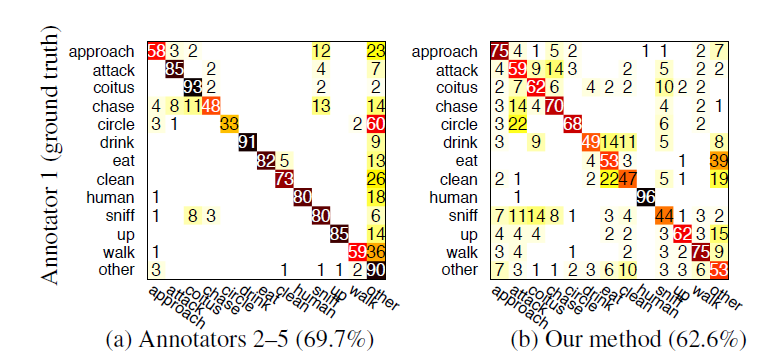 approach 58 3 2 12 23
attack 85 2 4 7
coitus 93 2 2 2
chase 4 8 11 48 13 14
circle 3 1 33 2 60
drink 91 9
eat 82 5 13
clean 73 26
human 1 80 18
sniff 1 8 3 80 6
up 85 14
walk 1 59 36
other 3 1 1 1 2 90
approach
attack
coitus
chase
circle
drink
eat
clean
human
sniff
up
walk
other
Annotator 1 (ground truth)
(a) Annotators 2–5 (69.7%)
approach 75 4 1 5 2 1 1 2 7
attack 4 59 9 14 3 2 5 2 2
coitus 2 7 62 6 4 2 2 10 2 2
chase 3 14 4 70 4 2 1
circle 3 22 68 6 2
drink 3 9 49 14 11 5 8
eat 4 53 3 1 39
clean 2 1 2 22 47 5 1 19
human 1 96
sniff 7 11 14 8 1 3 4 44 1 3 2
up 4 4 4 2 2 3 62 3 15
walk 3 4 1 2 3 2 75 9
other 7 3 1 1 2 3 6 10 3 3 6 53
approach
attack
coitus
chase
circle
drink
eat
clean
human
sniff
up
walk
other
(b) Our method (62.6%)